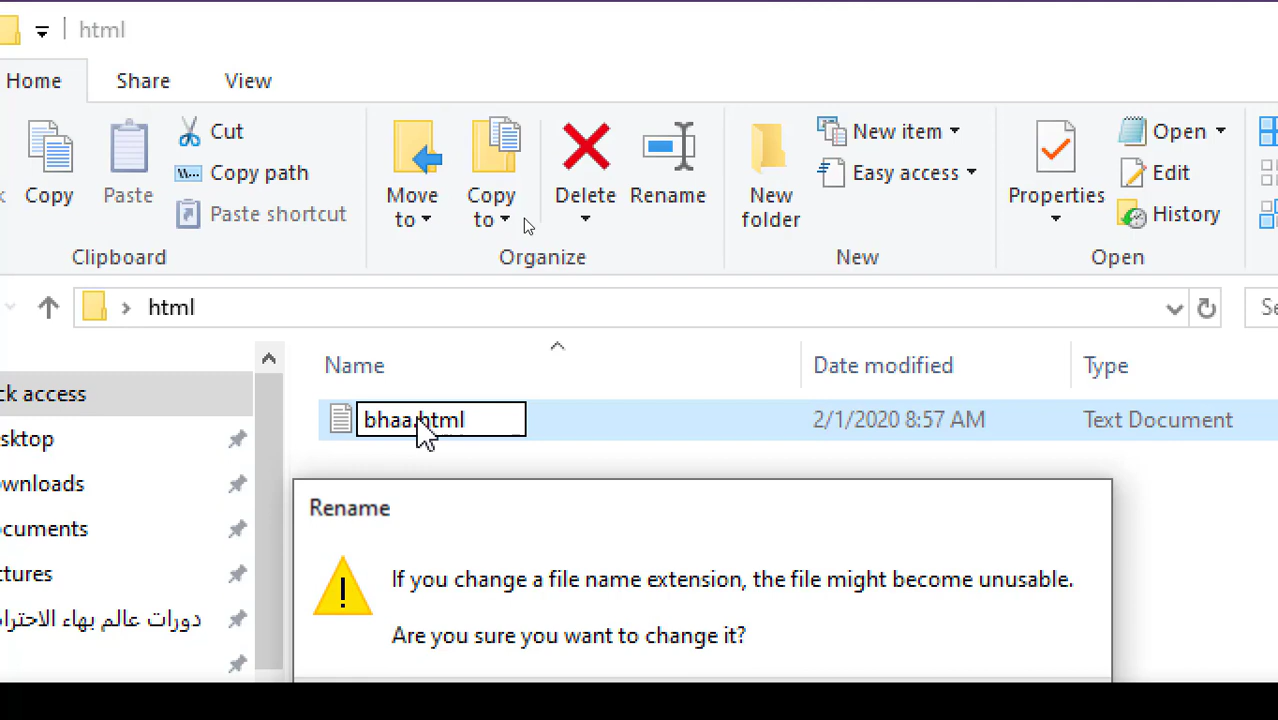 html
Home Share View
Copy
Paste
Cut
Copy path
Paste shortcut
Clipboard
Move to
Copy to
Delete
Rename
Organize
New folder
New item
Easy access
New
Properties
Open
Edit
History
Open
html
Name Date modified Type
ck access
bhaa.html 2/1/2020 8:57 AM Text Document
sktop
ownloads
ocuments
ctures
دورات عالم بهاء الاحترا
Rename
If you change a file name extension, the file might become unusable.
Are you sure you want to change it?